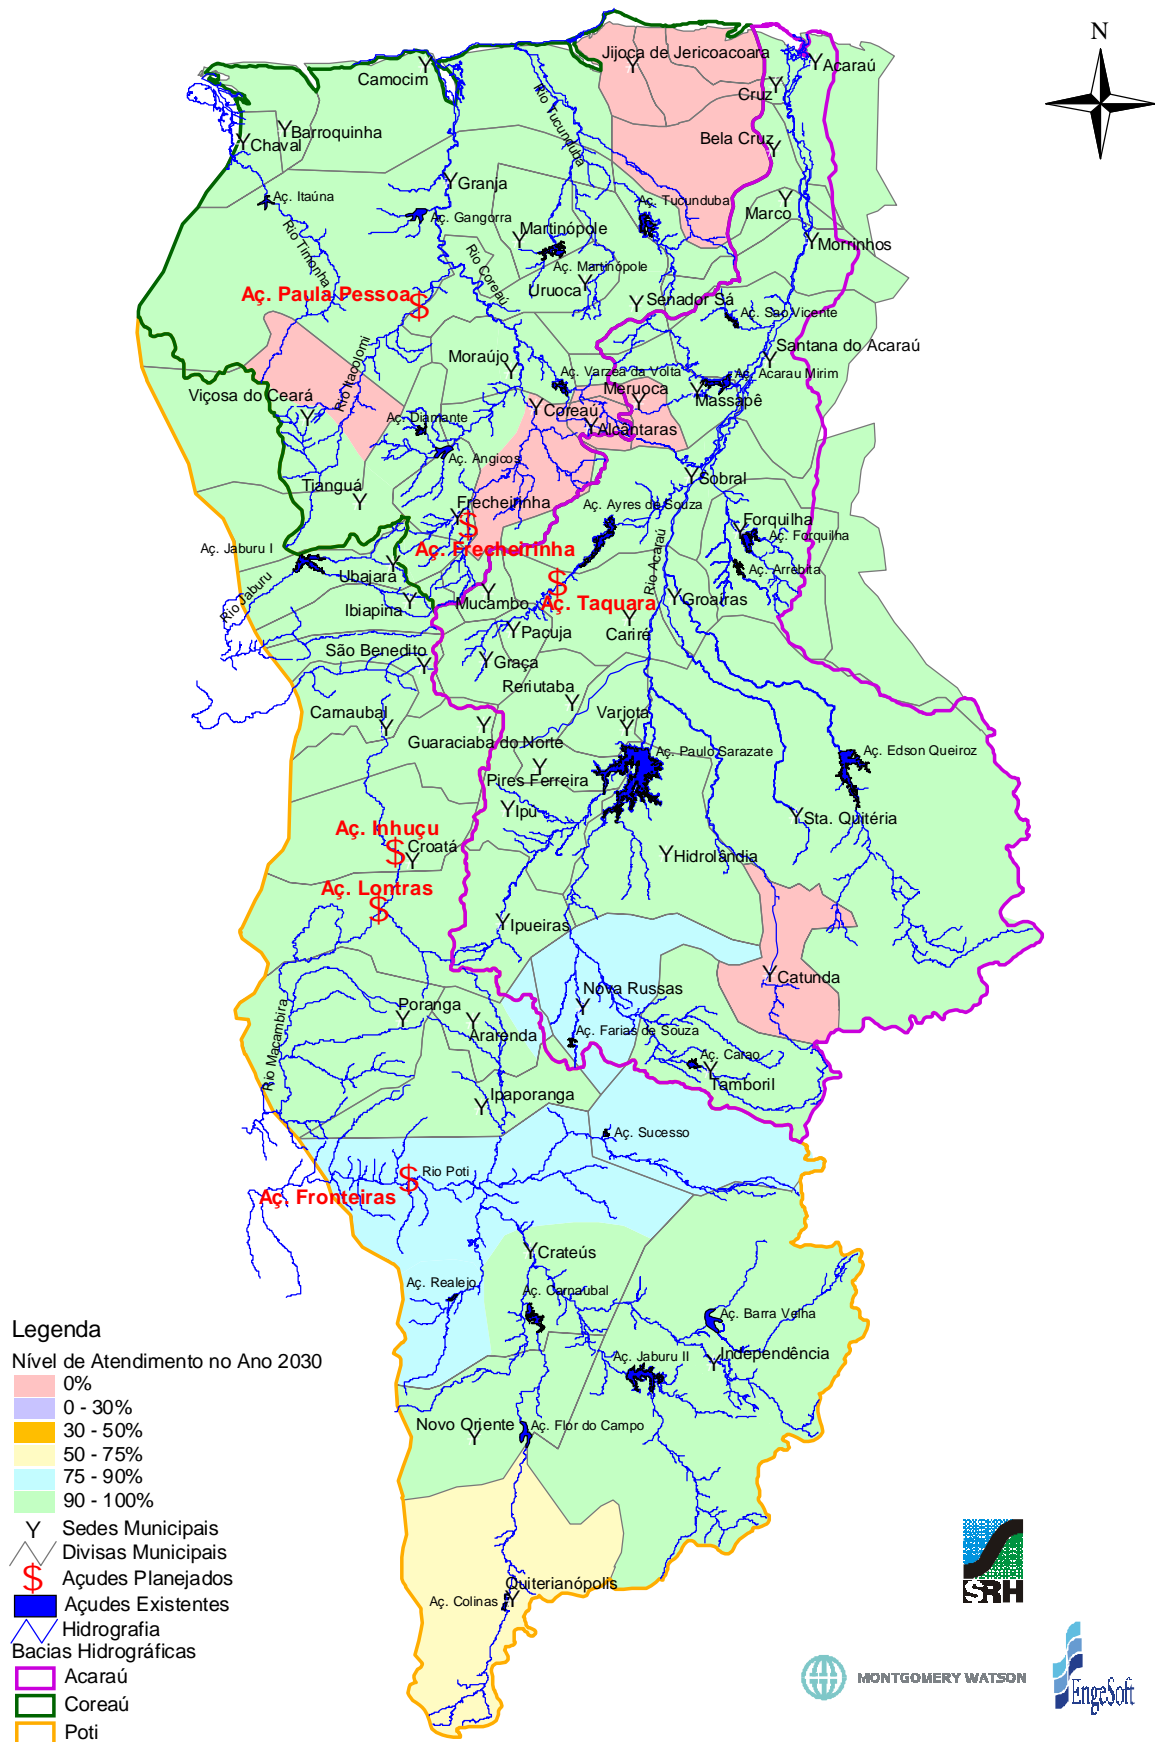 N
Jijoca de Jericoacoara
Acaraú
Camocim
Cruz
Rio Tucunduba
Barroquinha
Bela Cruz
Chaval
Granja
Aç. Itaúna
Aç. Tucunduba
Marco
Aç. Gangorra
Martinópole
Morrinhos
Rio Timonha
Rio Coreaú
Aç. Martinópole
Uruoca
Aç. Paula Pessoa
Senador Sá
Aç. Sao Vicente
Santana do Acaraú
Rio Itacolomi
Moraújo
Aç. Varzea da Volta
Aç. Acarau Mirim
Viçosa do Ceará
Meruoca
Massapê
Coreaú
Aç. Diamante
Alcântaras
Aç. Angicos
Sobral
Tianguá
Frecheirinha
Aç. Ayres de Souza
Forquilha
Aç. Forquilha
Aç. Jaburu I
Aç. Frecheirinha
Rio Acaraú
Aç. Arrebita
Ubajara
Rio Jaburu
Ibiapina
Mucambo
Aç. Taquara
Groaíras
Pacuja
Cariré
São Benedito
Graça
Reriutaba
Carnaubal
Varjota
Guaraciaba do Norte
Aç. Paulo Sarazate
Aç. Edson Queiroz
Pires Ferreira
Ipu
Sta. Quitéria
Aç. Inhuçu
Croatá
Hidrolândia
Aç. Lontras
Ipueiras
Catunda
Nova Russas
Poranga
Rio Macambira
Ararenda
Aç. Farias de Souza
Aç. Carao
Tamboril
Ipaporanga
Aç. Sucesso
Rio Poti
Aç. Fronteiras
Crateús
Aç. Realejo
Aç. Carnaubal
Aç. Barra Velha
Aç. Jaburu II
Independência
Novo Oriente
Aç. Flor do Campo
Quiterianópolis
Aç. Colinas
Legenda
Nível de Atendimento no Ano 2030
0%
0 - 30%
30 - 50%
50 - 75%
75 - 90%
90 - 100%
Sedes Municipais
Divisas Municipais
Açudes Planejados
Açudes Existentes
Hidrografia
Bacias Hidrográficas
Acaraú
Coreaú
Poti
SRH
MONTGOMERY WATSON
EngeSoft